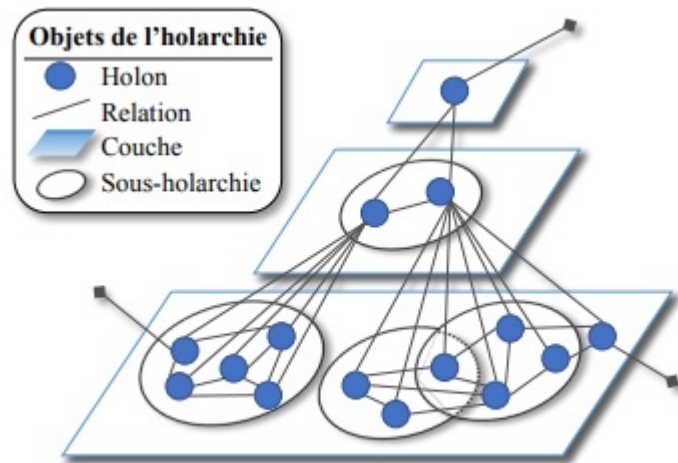 Objets de l'holarchie
Holon
Relation
Couche
Sous-holarchie